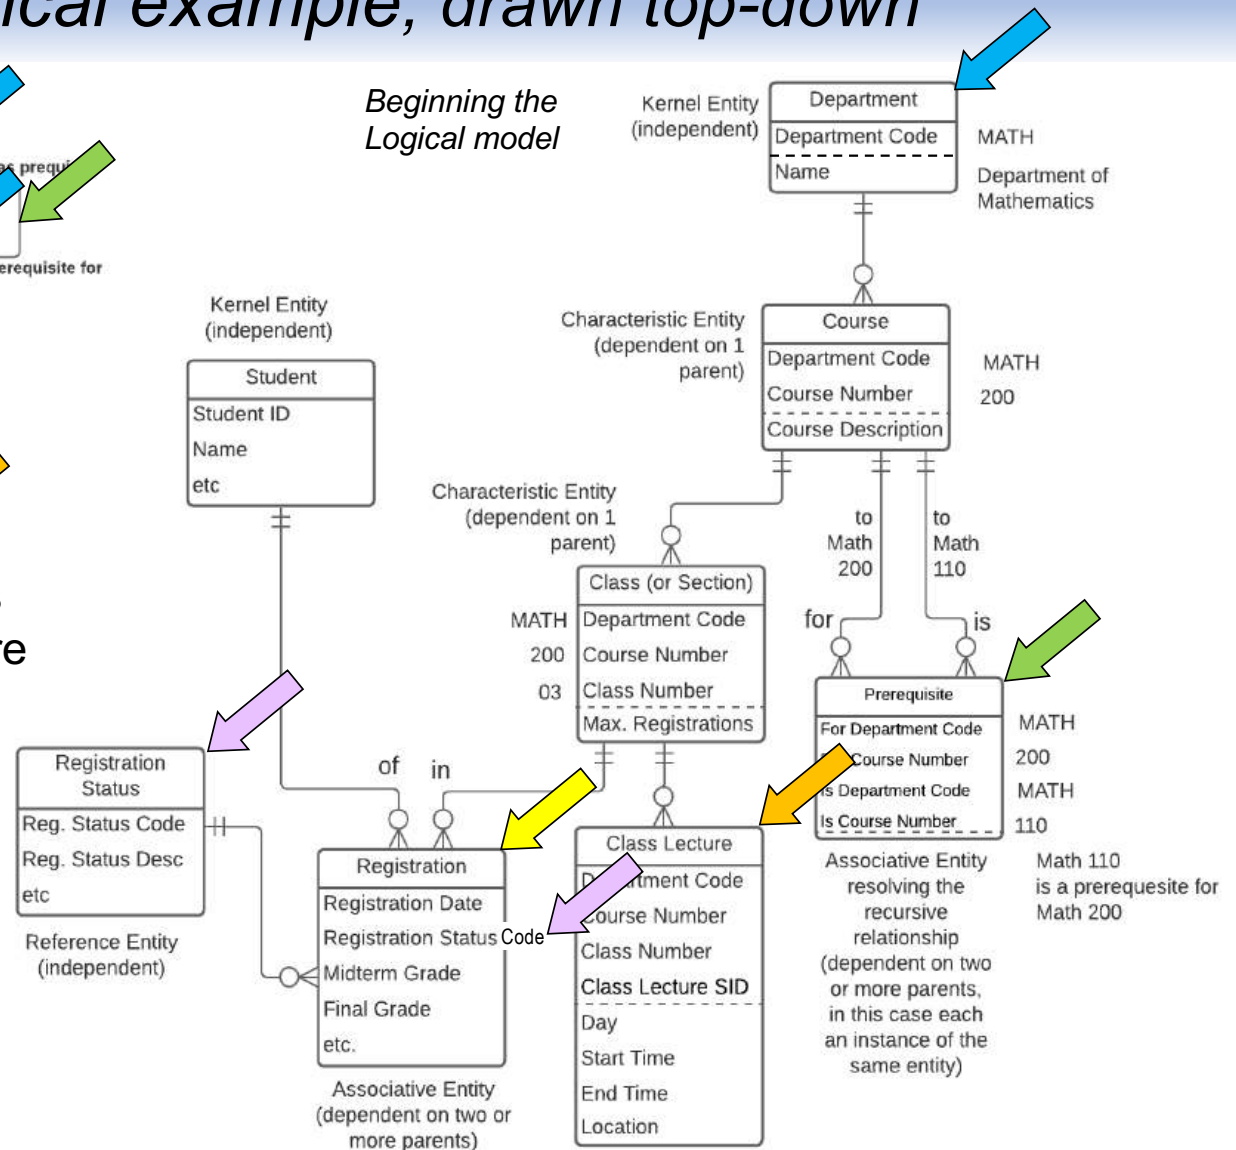 ical example, drawn top-down
Beginning the
Logical model
as prequi
erequisite for
re
Kernel Entity
(independent)
Department
Department Code
Name
MATH
Department of
Mathematics
Characteristic Entity
(dependent on 1
parent)
Course
Department Code
Course Number
Course Description
MATH
200
Kernel Entity
(independent)
Student
Student ID
Name
etc
Characteristic Entity
(dependent on 1
parent)
to
Math
200
to
Math
110
for
is
Class (or Section)
MATH Department Code
200 Course Number
03 Class Number
Max. Registrations
Prerequisite
For Department Code
Course Number
Is Department Code
Is Course Number
MATH
200
MATH
110
Associative Entity
resolving the
recursive
relationship
(dependent on two
or more parents,
in this case each
an instance of the
same entity)
Math 110
is a prerequesite for
Math 200
Registration
Status
Reg. Status Code
Reg. Status Desc
etc
Reference Entity
(independent)
of
in
Registration
Registration Date
Registration Status Code
Midterm Grade
Final Grade
etc.
Associative Entity
(dependent on two or
more parents)
Class Lecture
Department Code
Course Number
Class Number
Class Lecture SID
Day
Start Time
End Time
Location